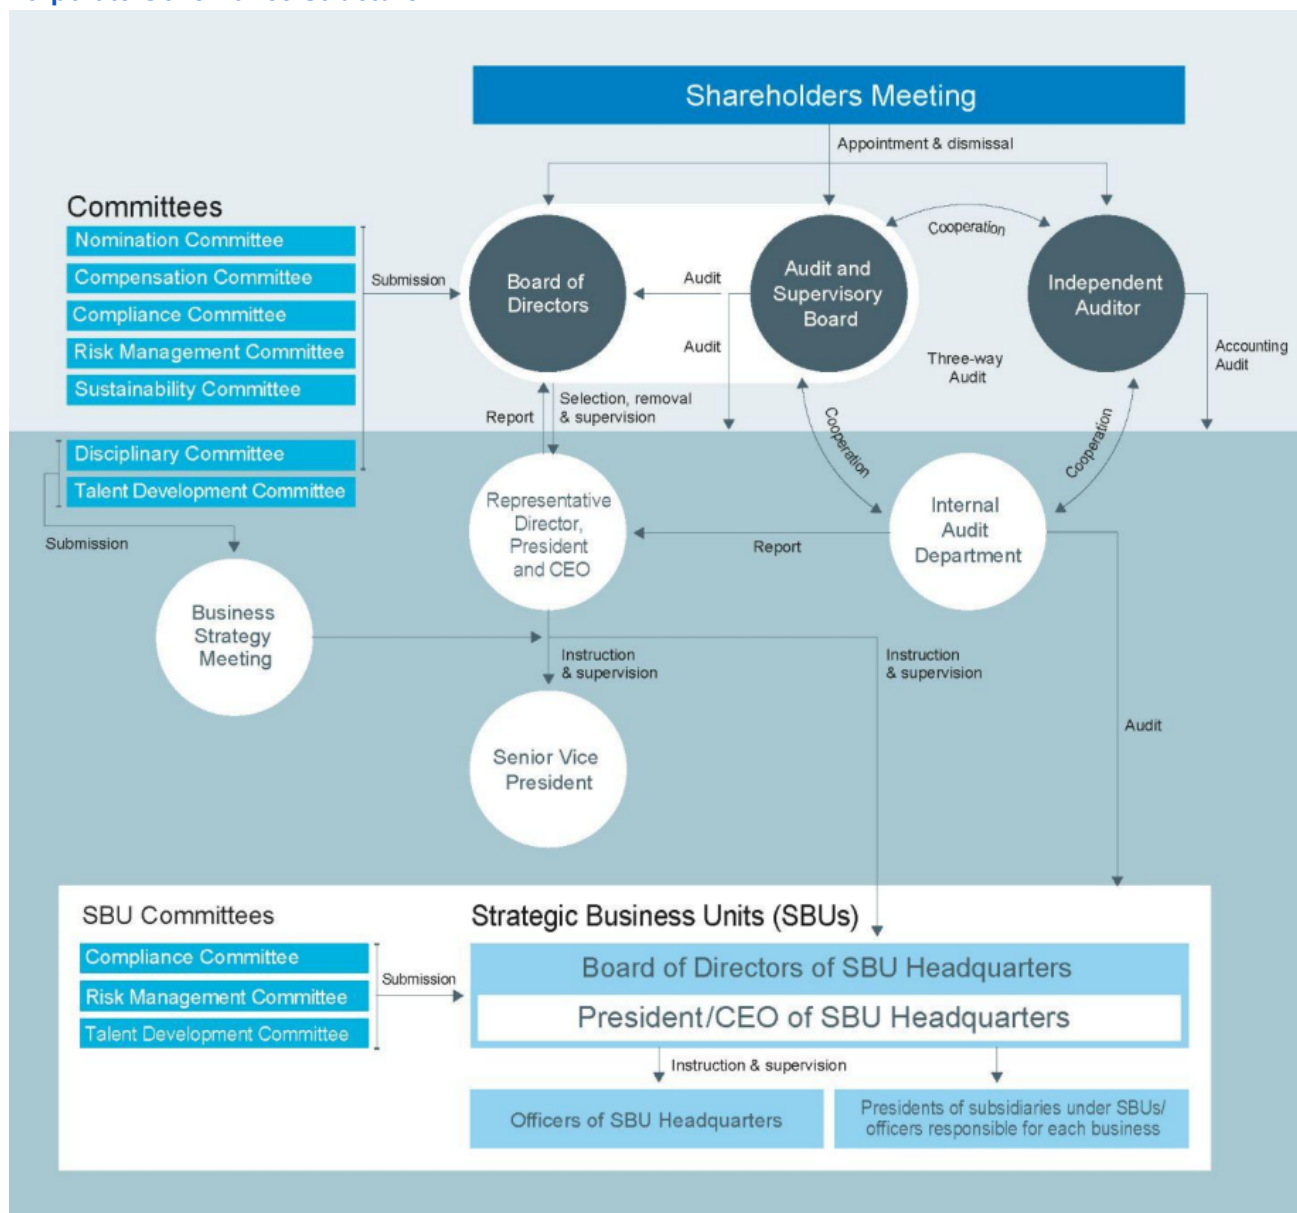 Shareholders Meeting
Appointment & dismissal
Committees
Nomination Committee
Compensation Committee
Compliance Committee
Risk Management Committee
Sustainability Committee
Disciplinary Committee
Talent Development Committee
Submission
Submission
Board of
Directors
Audit
Audit
Audit and
Supervisory
Board
Cooperation
Independent
Auditor
Three-way
Audit
Accounting
Audit
Report
Selection, removal
& supervision
Cooperation
Cooperation
Representative
Director,
President
and CEO
Report
Internal
Audit
Department
Business
Strategy
Meeting
Instruction
& supervision
Instruction
& supervision
Audit
Senior Vice
President
SBU Committees
Compliance Committee
Risk Management Committee
Talent Development Committee
Submission
Strategic Business Units (SBUs)
Board of Directors of SBU Headquarters
President/CEO of SBU Headquarters
Instruction & supervision
Officers of SBU Headquarters
Presidents of subsidiaries under SBUs/
officers responsible for each business